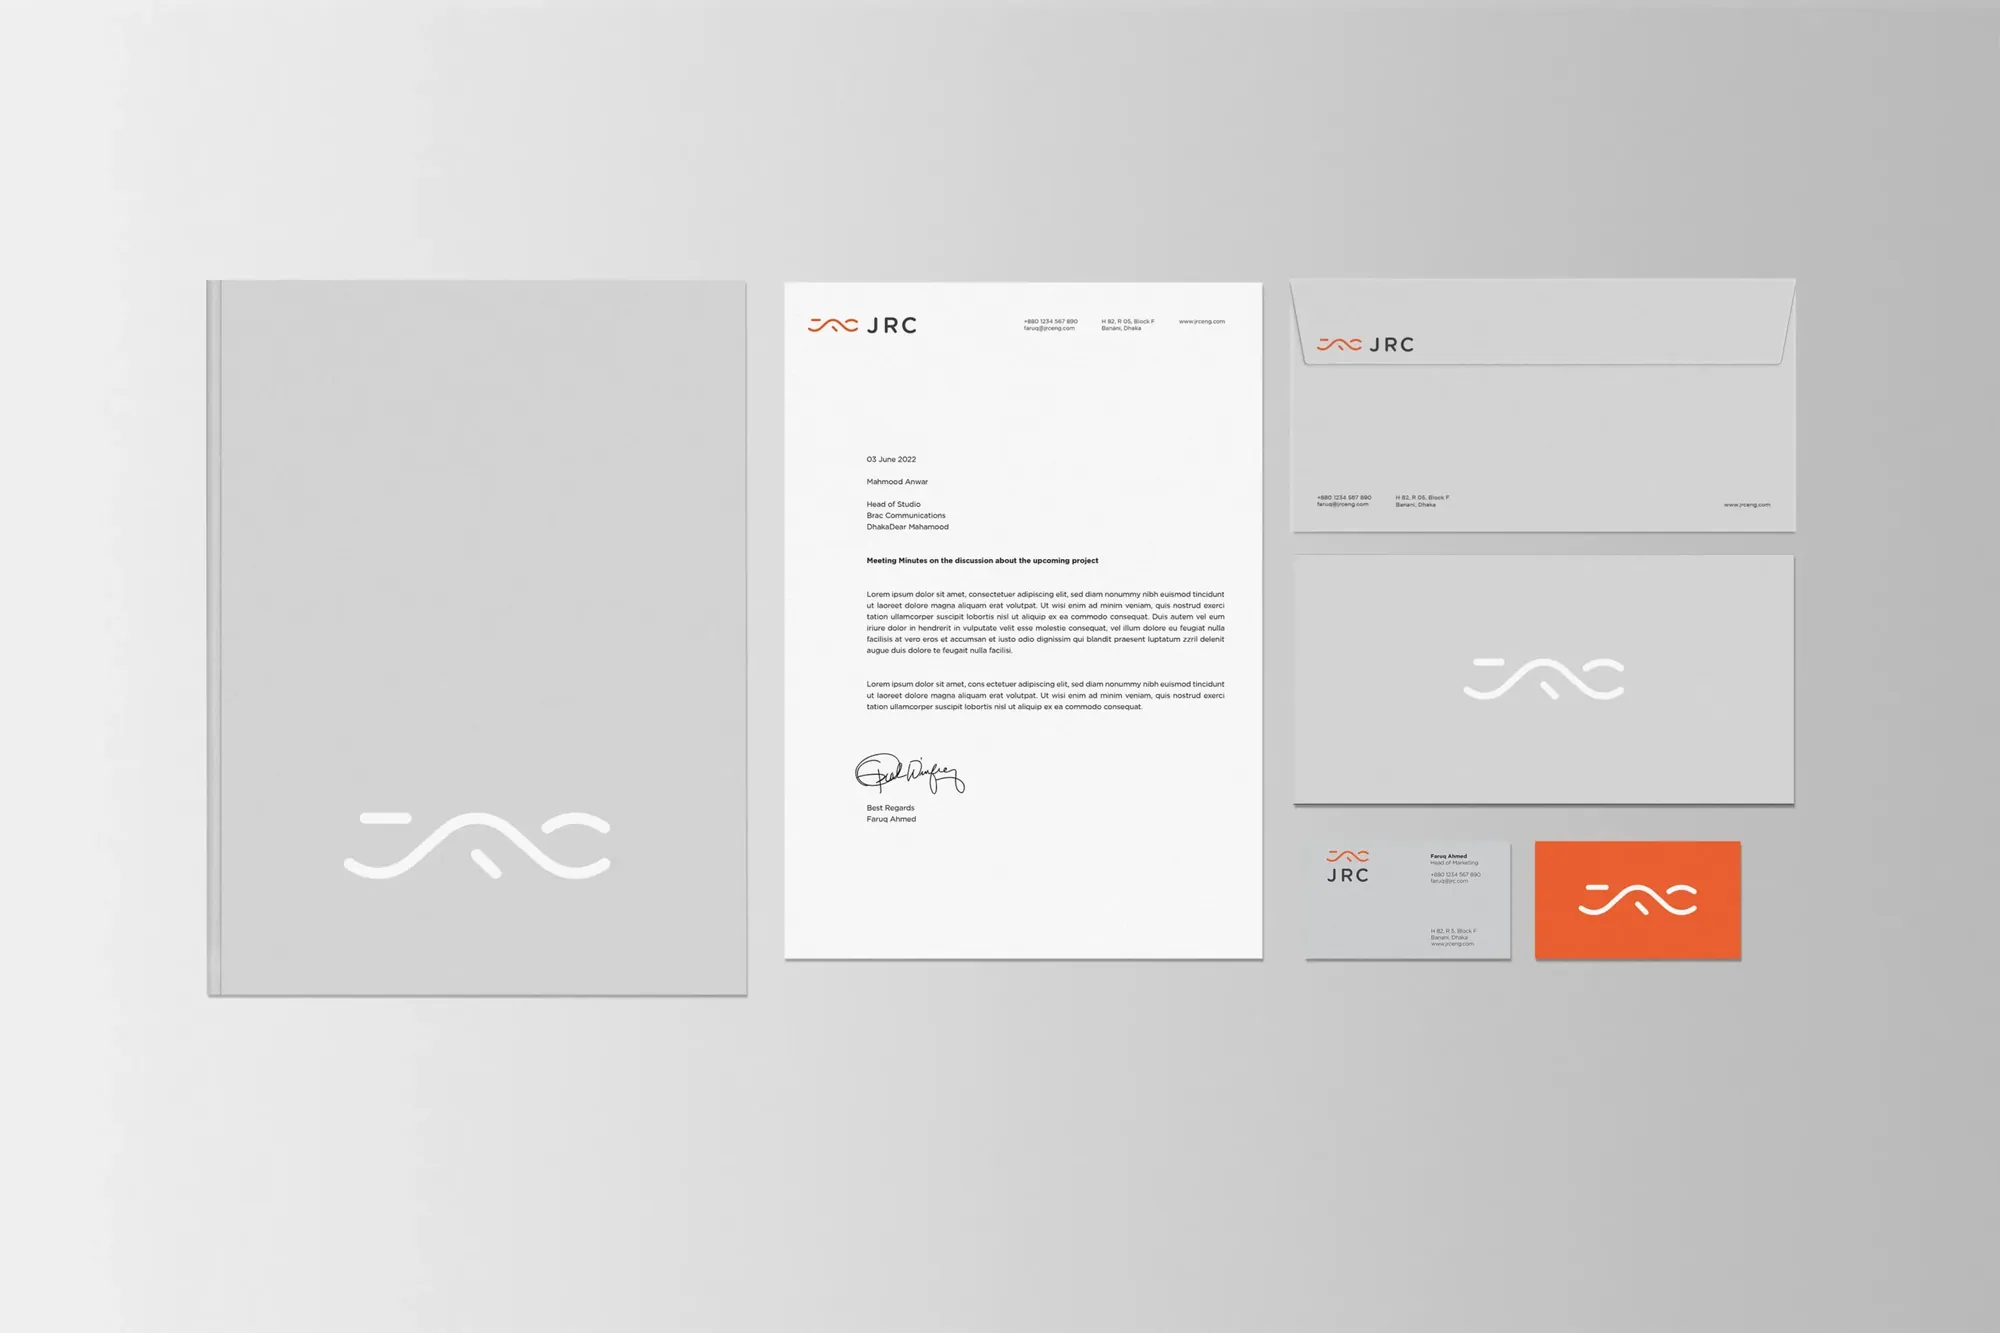 JRC
+880 1234 567 890
faruq@jrceng.com
H 82, R 05, Block F
Banani, Dhaka
www.jrceng.com
03 June 2022
Mahmood Anwar
Head of Studio
Brac Communications
DhakaDear Mahamood
Meeting Minutes on the discussion about the upcoming project
Lorem ipsum dolor sit amet, consectetuer adipiscing elit, sed diam nonummy nibh euismod tincidunt
ut laoreet dolore magna aliquam erat volutpat. Ut wisi enim ad minim veniam, quis nostrud exerci
tation ullamcorper suscipit lobortis nisl ut aliquip ex ea commodo consequat. Duis autem vel eum
iriure dolor in hendrerit in vulputate velit esse molestie consequat, vel illum dolore eu feugiat nulla
facilisis at vero eros et accumsan et iusto odio dignissim qui blandit praesent luptatum zzril delenit
augue duis dolore te feugait nulla facilisi.
Lorem ipsum dolor sit amet, cons ectetuer adipiscing elit, sed diam nonummy nibh euismod tincidunt
ut laoreet dolore magna aliquam erat volutpat. Ut wisi enim ad minim veniam, quis nostrud exerci
tation ullamcorper suscipit lobortis nisl ut aliquip ex ea commodo consequat.
Best Regards
Faruq Ahmed
JRC
+880 1234 567 890
faruq@jrceng.com
H 82, R 05, Block F
Banani, Dhaka
www.jrceng.com
JRC
Faruq Ahmed
Head of Marketing
+880 1234 567 890
faruq@jrc.com
H 82, R 5, Block F
Banani, Dhaka
www.jrceng.com